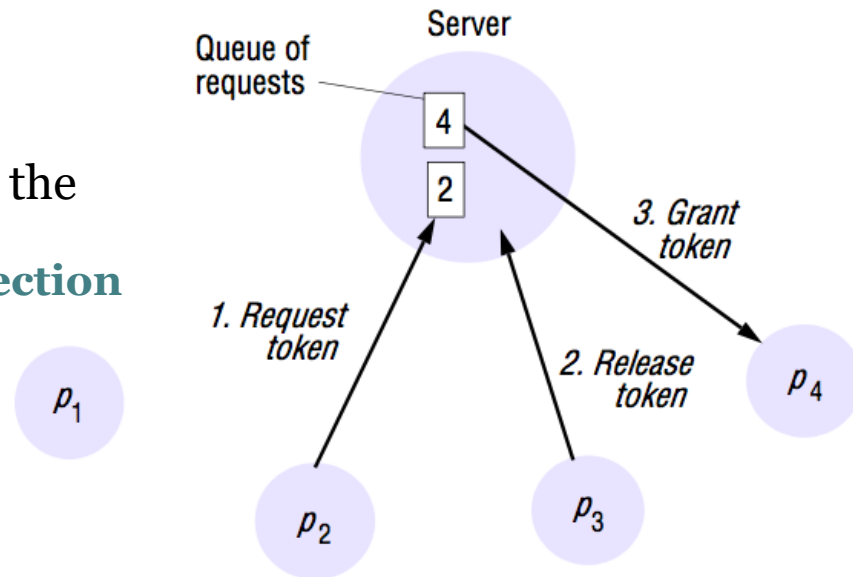 Server
Queue of
requests
4
the
2
3. Grant
token
ection
1. Request
token
2. Release
token
p1
p4
p2
p3